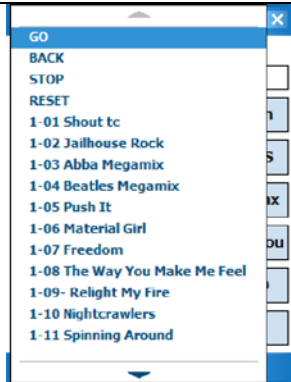 GO
BACK
STOP
RESET
1-01 Shout tc
1-02 Jailhouse Rock
1-03 Abba Megamix
1-04 Beatles Megamix
1-05 Push It
1-06 Material Girl
1-07 Freedom
1-08 The Way You Make Me Feel
1-09- Relight My Fire
1-10 Nightcrawlers
1-11 Spinning Around